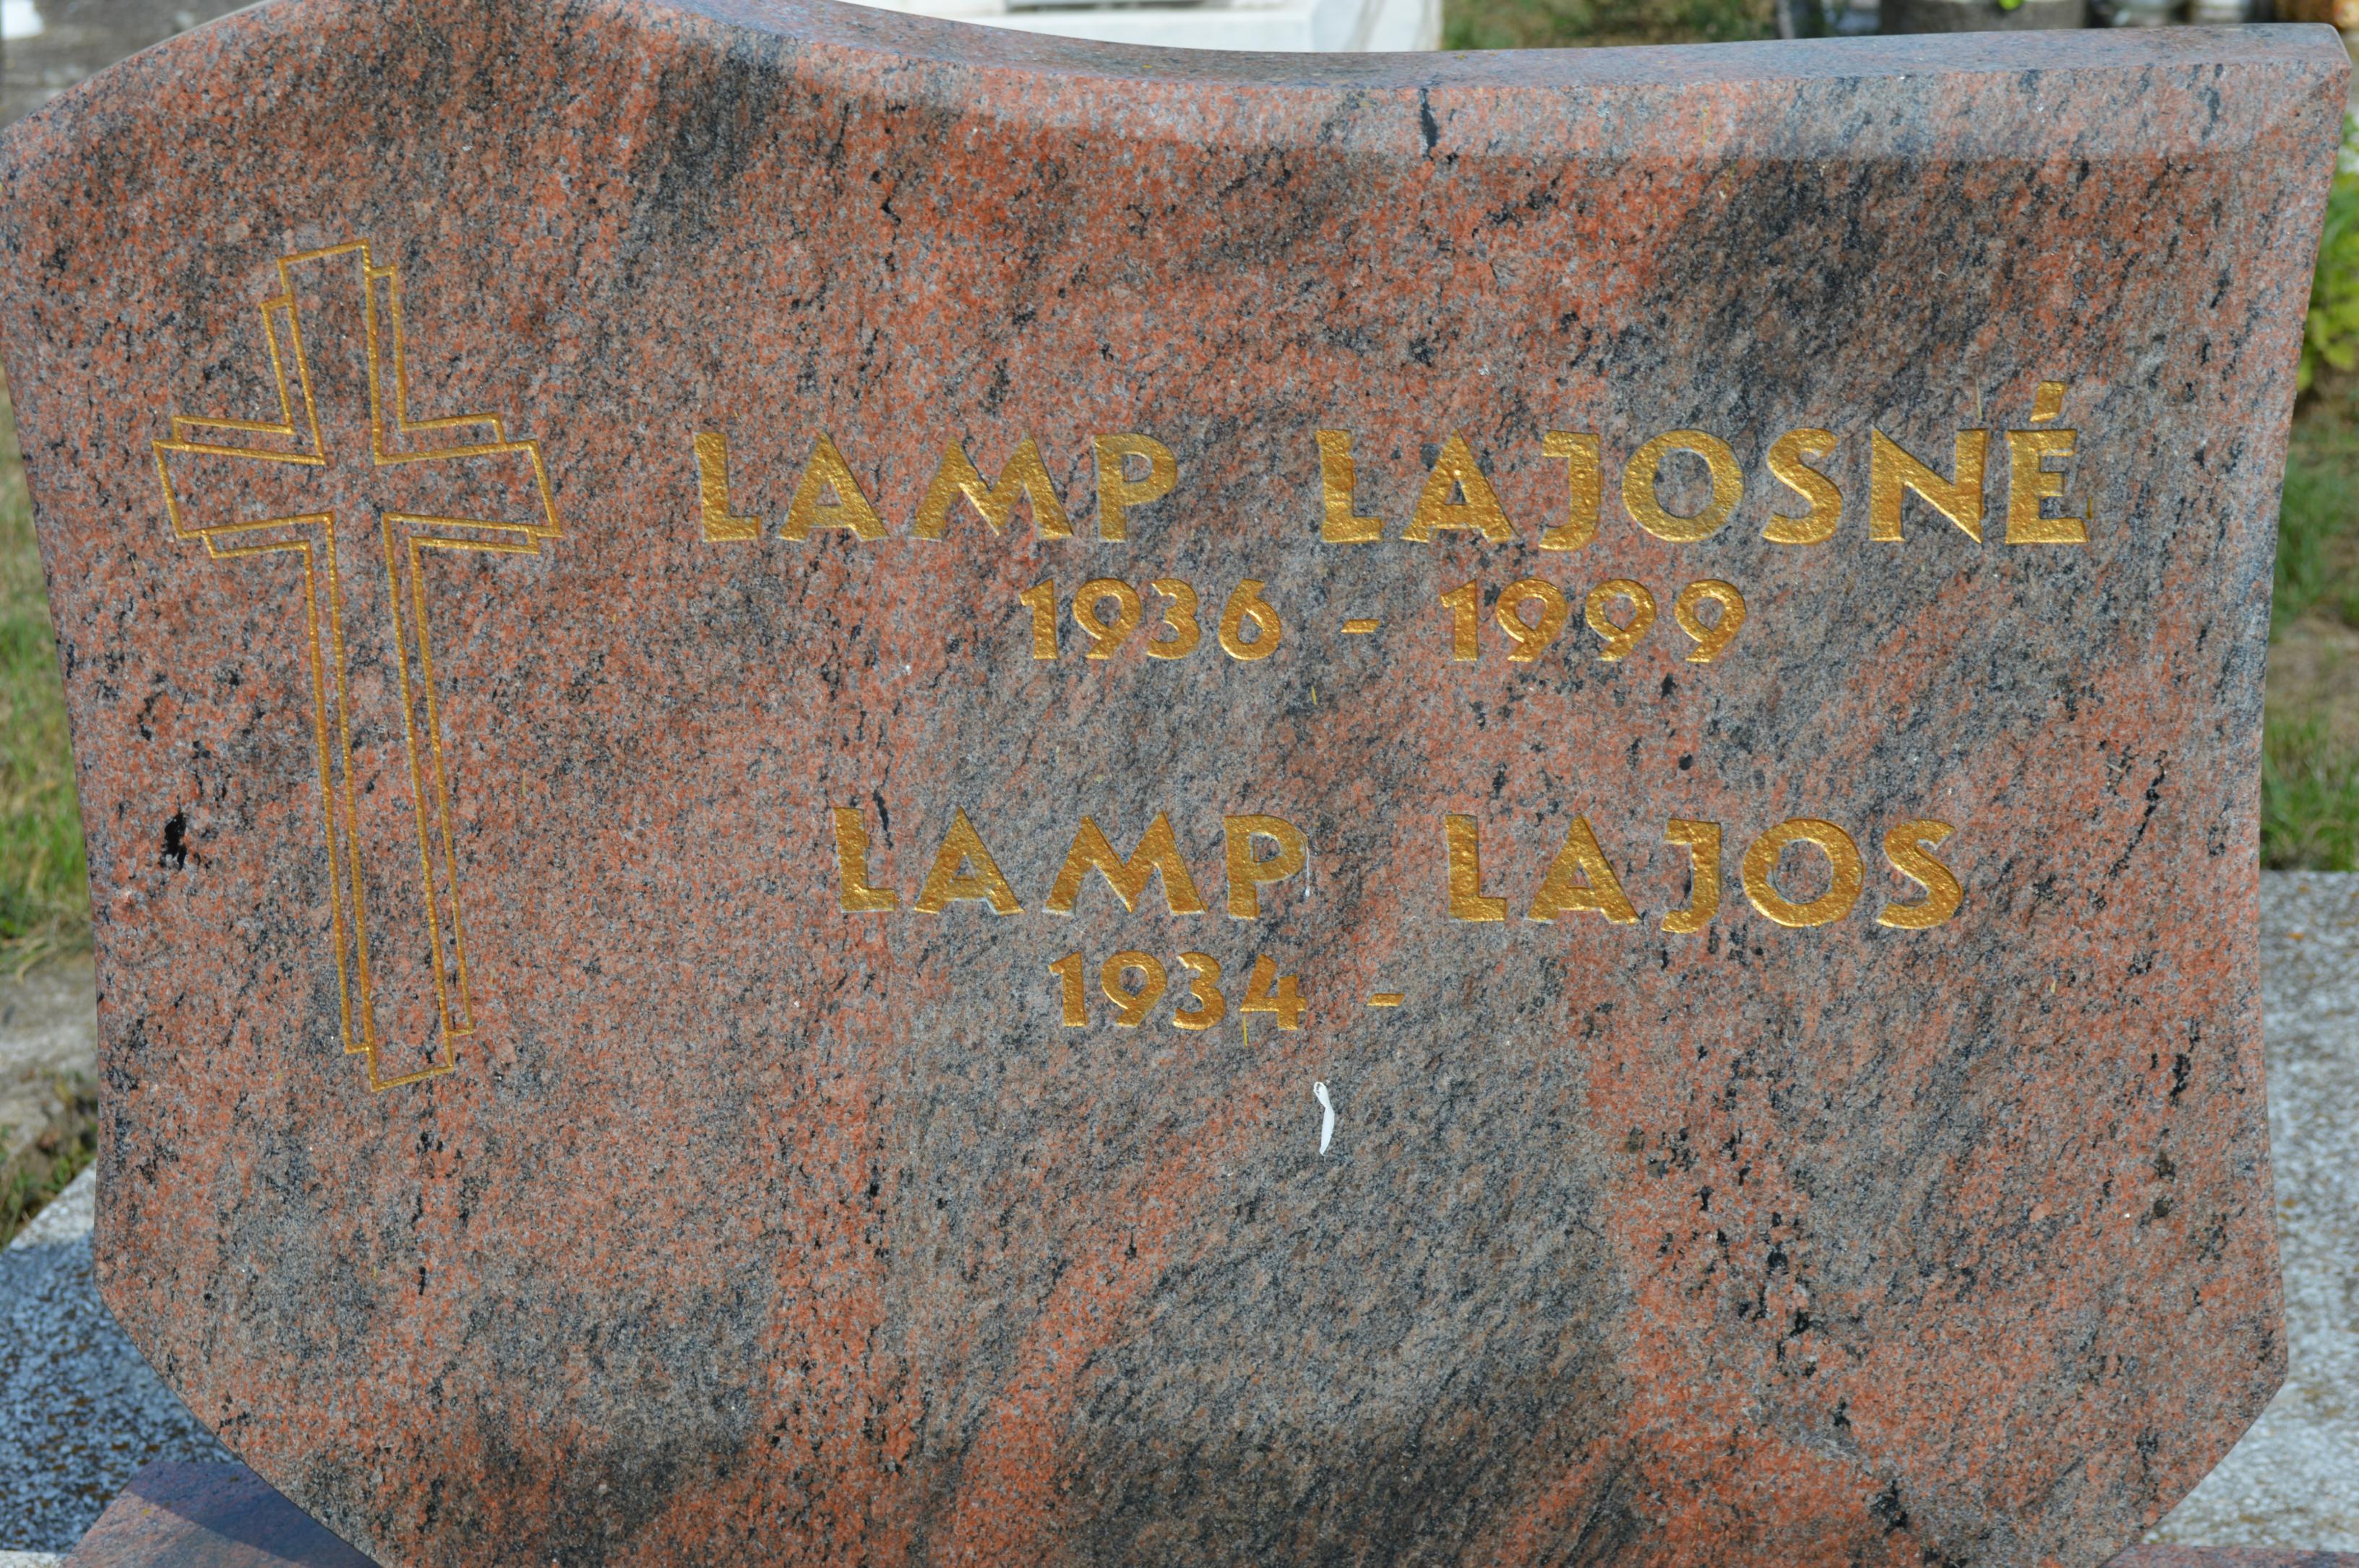 LAMP LAJOSNÉ
1936 - 1999
LAMP LAJOS
1934 -